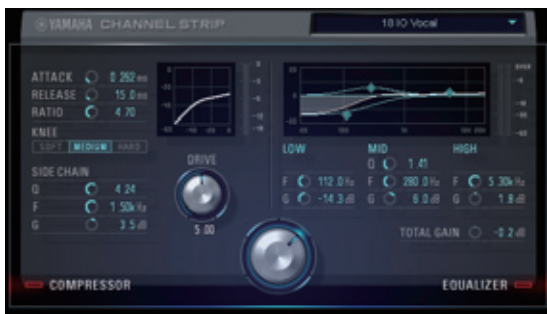 YAMAHA CHANNEL STRIP
18 IO Vocal
ATTACK 0.262 ms
RELEASE 15.0 ms
RATIO 4.70
KNEE
SOFT MEDIUM HARD
SIDE CHAIN
Q 4.24
F 1.50k Hz
G 3.5 dB
DRIVE
5.00
LOW MID HIGH
Q 1.41
F 112.0 Hz F 280.0 Hz F 5.30k Hz
G -14.3 dB G 6.0 dB G 1.8 dB
TOTAL GAIN -0.2 dB
COMPRESSOR
EQUALIZER